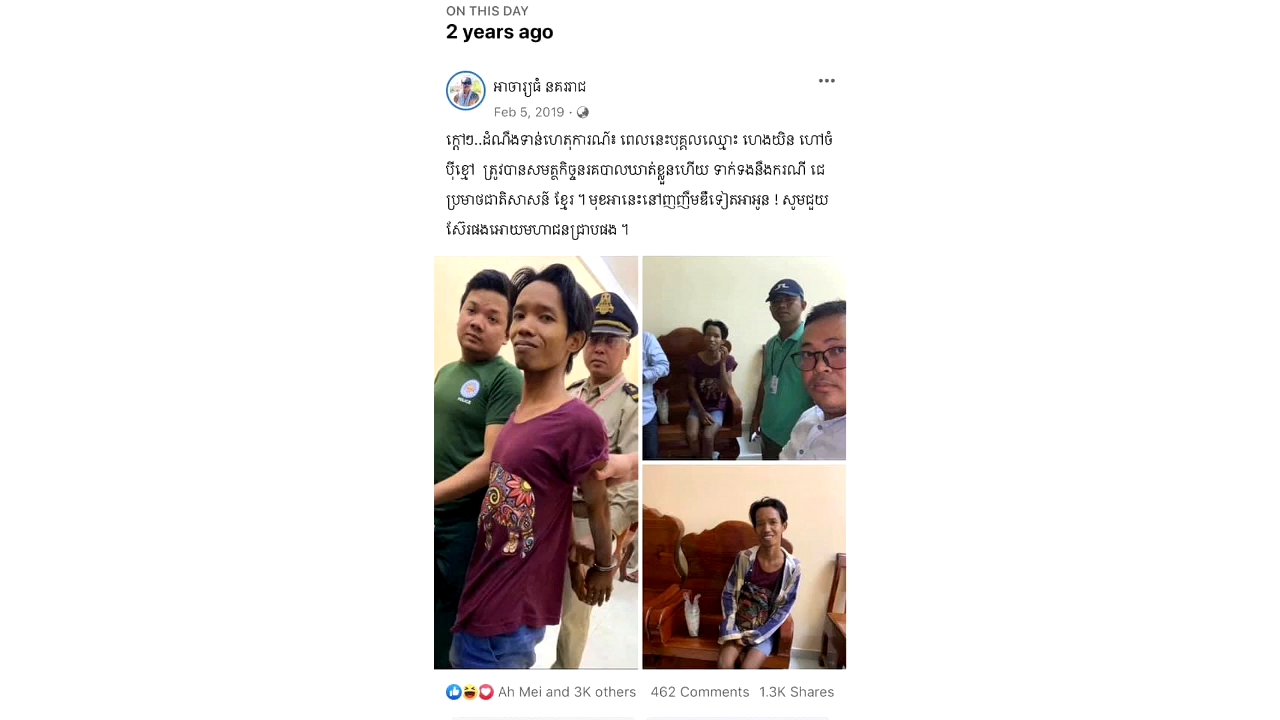 ON THIS DAY
2 years ago
អាចារ្យធំ នគររាជ
Feb 5, 2019 ·
ក្តៅៗ..ដំណឹងទាន់ហេតុការណ៍៖ ពេលនេះបុគ្គលឈ្មោះ ហេងយិន ហៅចំ
ប៉ីខ្មៅ ត្រូវបានសមត្ថកិច្ចនរគបាលឃាត់ខ្លួនហើយ ទាក់ទងនឹងករណី ជេ
ប្រមាថជាតិសាសន៍ ខ្មែរ ។ មុខអានេះនៅញញឹមឌឺទៀតអាអូន ! សូមជួយ
ស៊ែរផងអោយមហាជនជ្រាបផង ។
POLICE
Ah Mei and 3K others 462 Comments 1.3K Shares